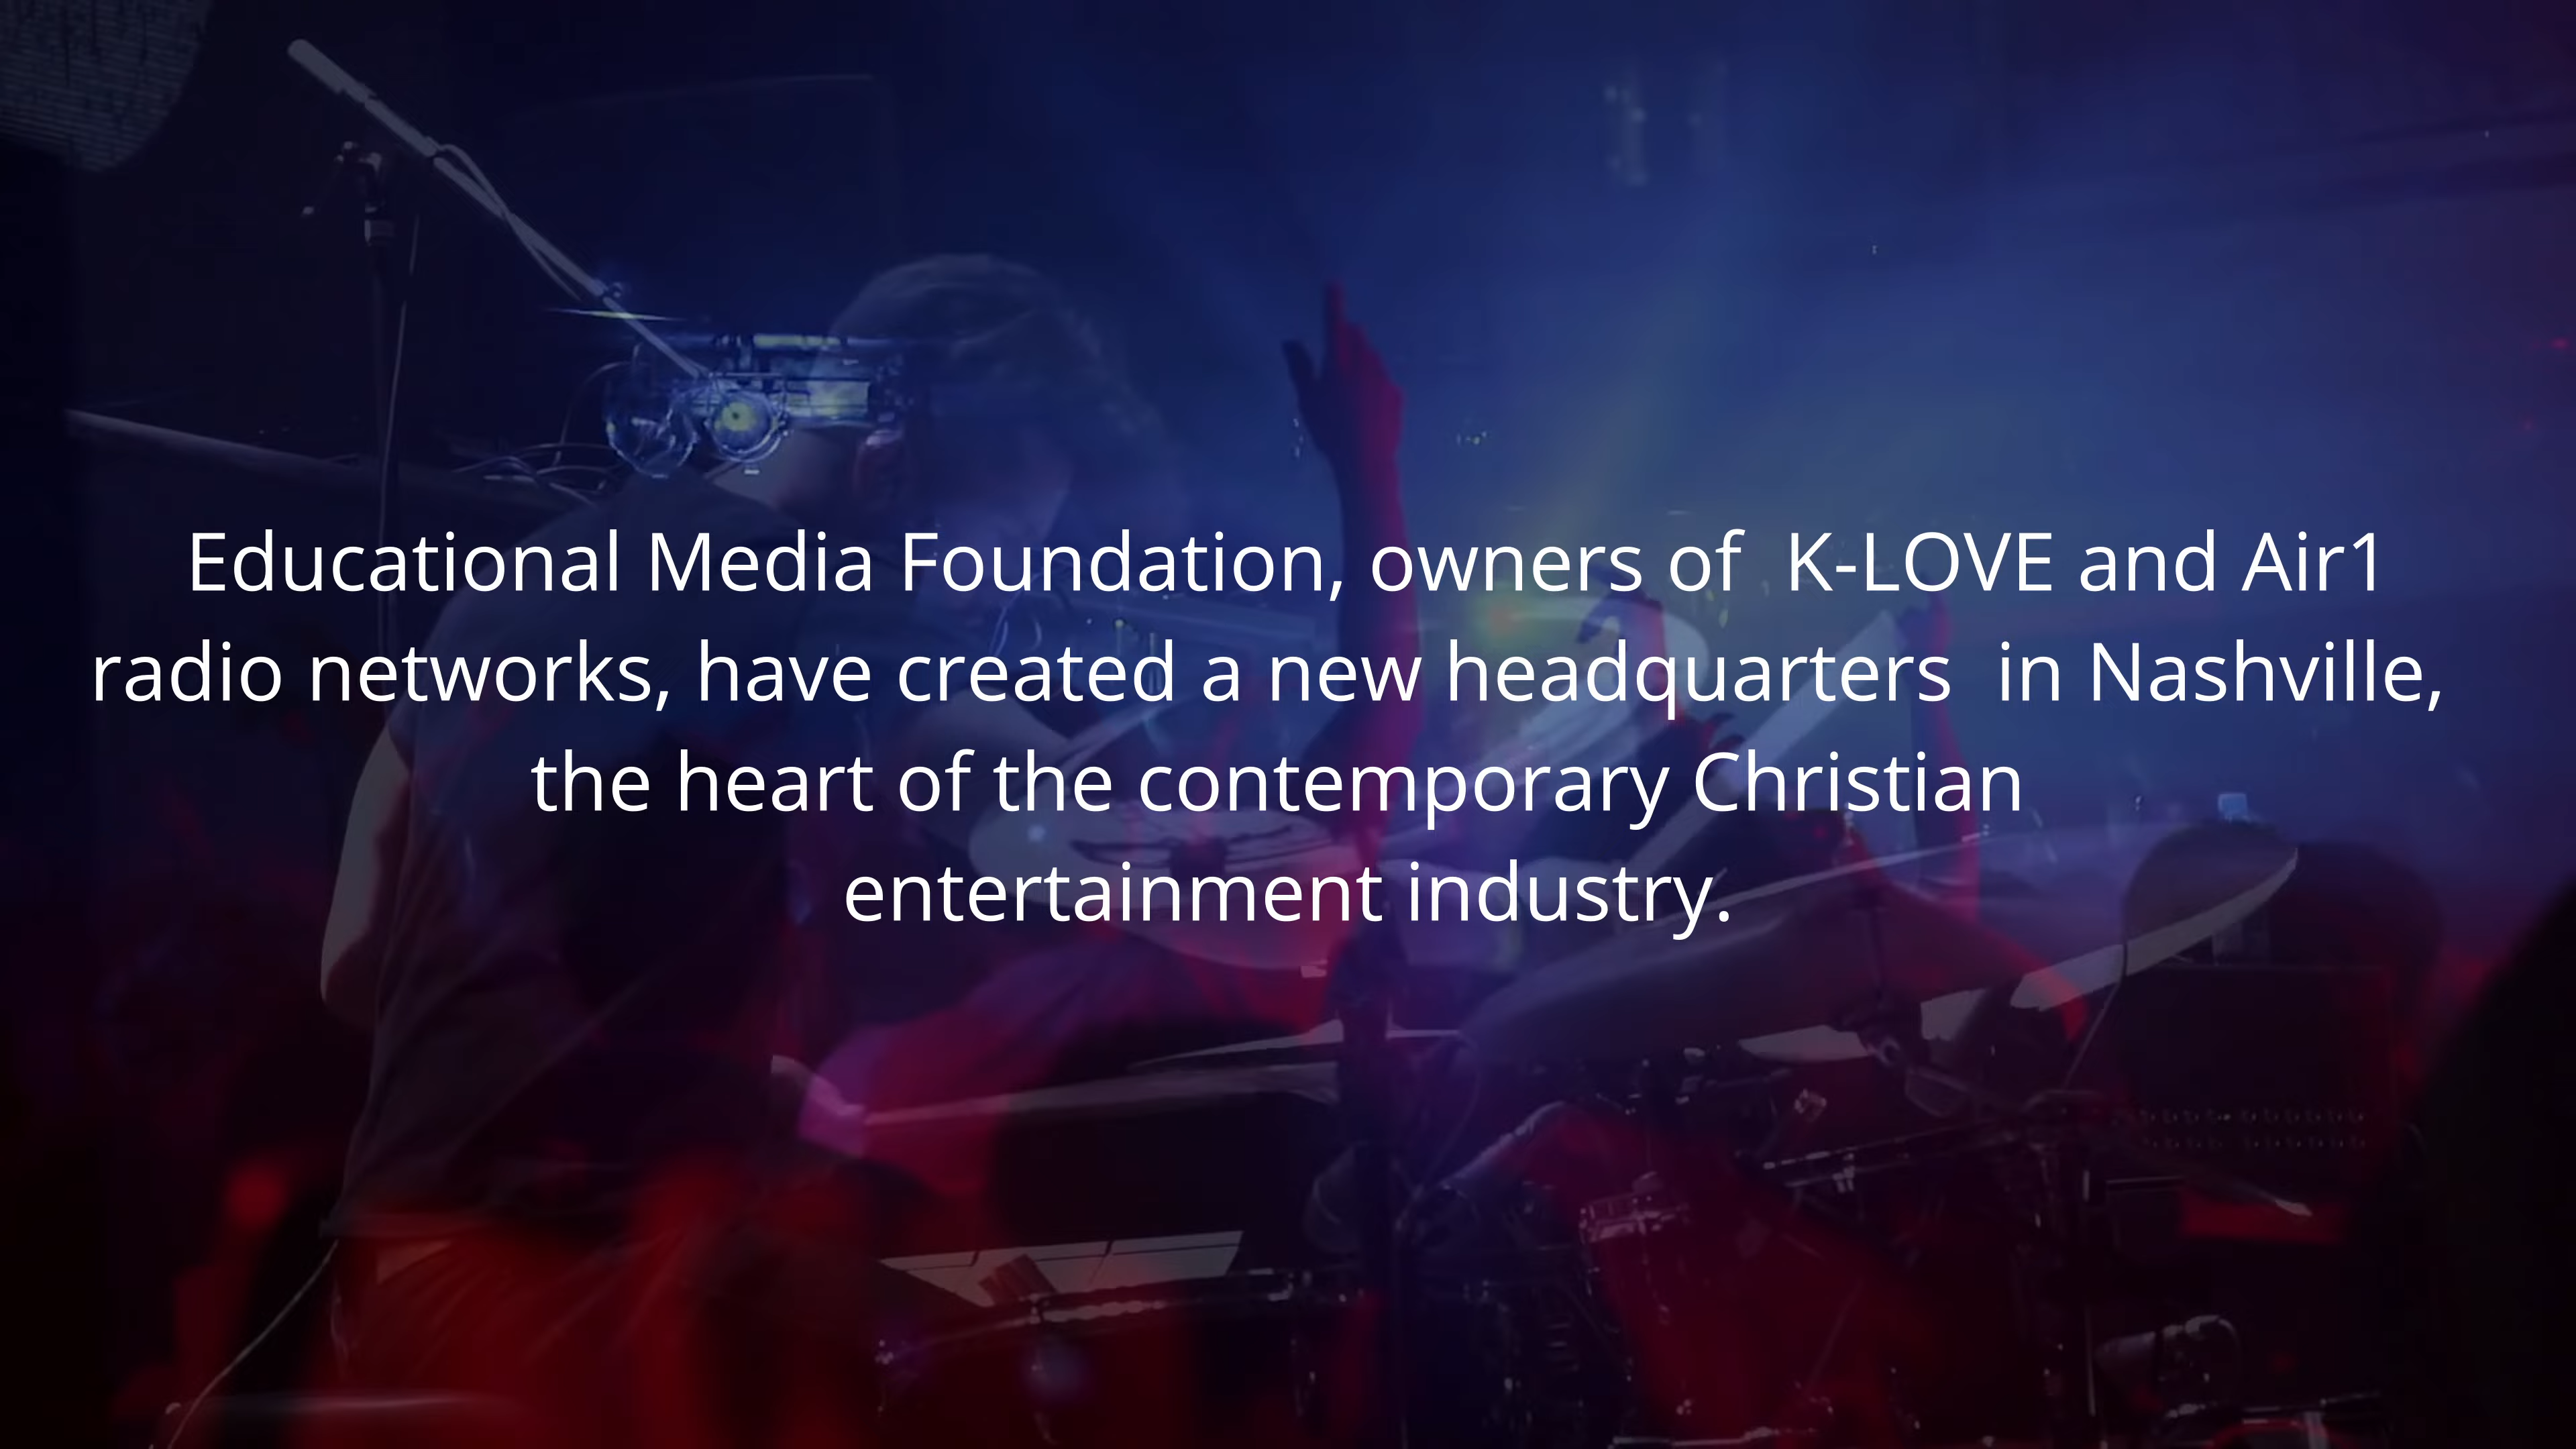 Educational Media Foundation, owners of  K-LOVE and Air1
radio networks, have created a new headquarters  in Nashville,
the heart of the contemporary Christian
entertainment industry.